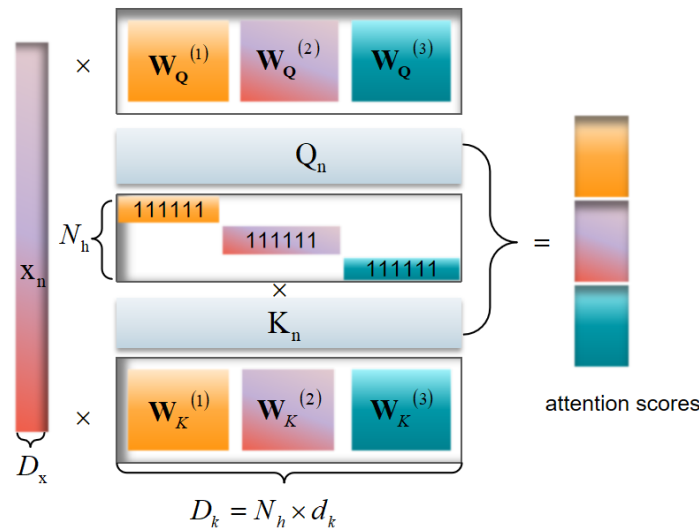 ×
W_Q^(1) W_Q^(2) W_Q^(3)
Q_n
N_h
111111
111111
111111
=
x_n
×
K_n
×
W_K^(1) W_K^(2) W_K^(3)
attention scores
D_x
D_k = N_h × d_k